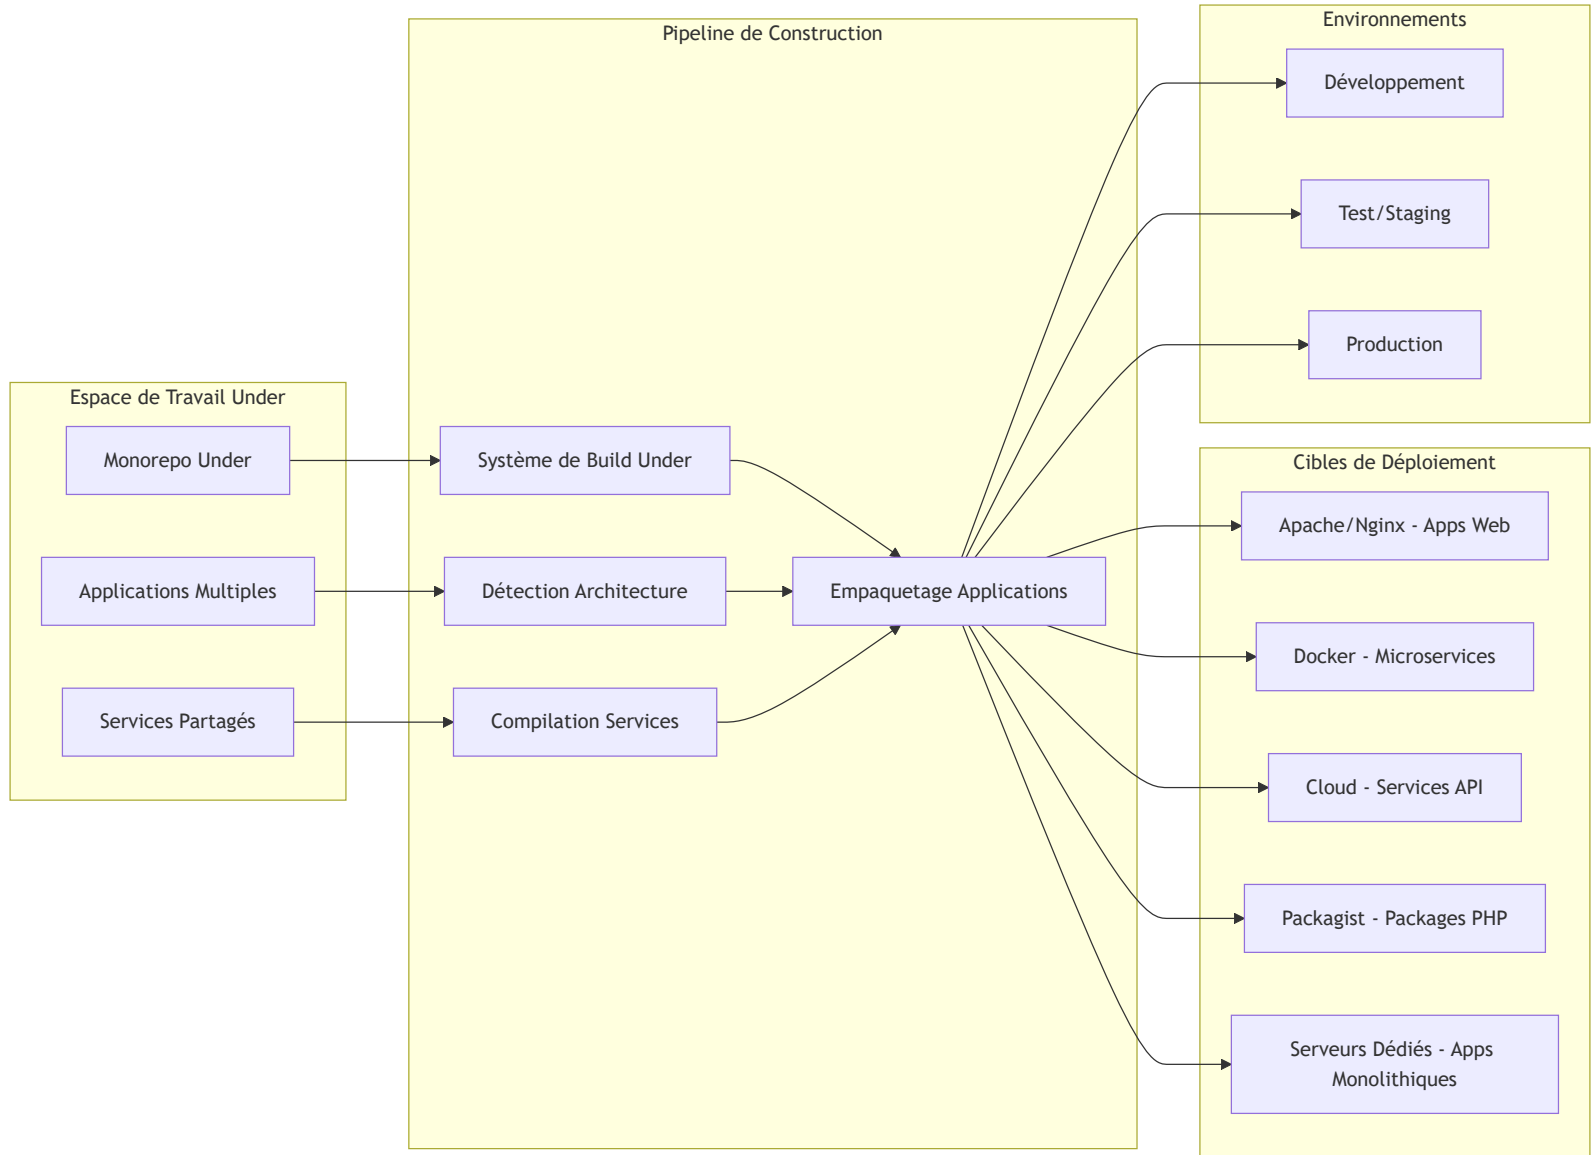 Espace de Travail Under
Monorepo Under
Applications Multiples
Services Partagés
Pipeline de Construction
Système de Build Under
Détection Architecture
Compilation Services
Empaquetage Applications
Environnements
Développement
Test/Staging
Production
Cibles de Déploiement
Apache/Nginx - Apps Web
Docker - Microservices
Cloud - Services API
Packagist - Packages PHP
Serveurs Dédiés - Apps
Monolithiques